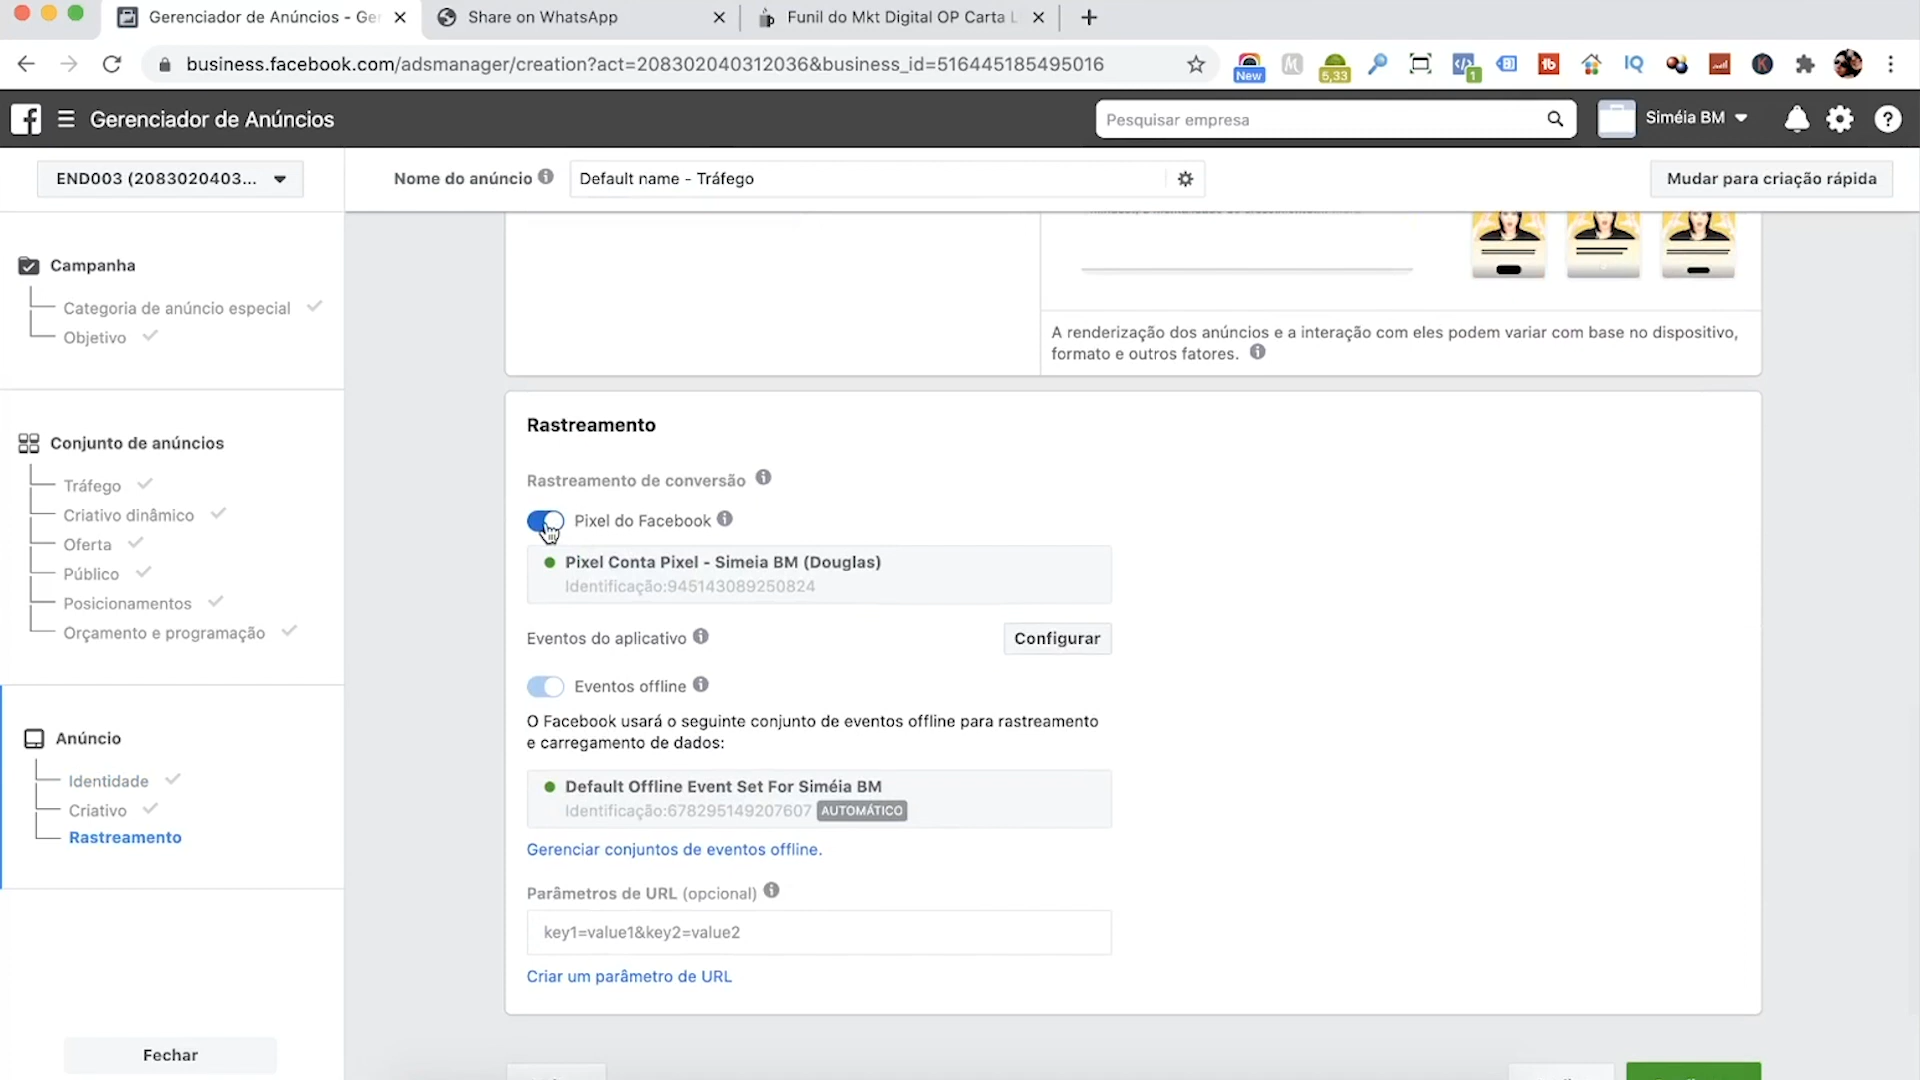 Gerenciador de Anúncios - Ge
Share on WhatsApp
Funil do Mkt Digital OP Carta L
business.facebook.com/adsmanager/creation?act=208302040312036&business_id=516445185495016
New
5,33
1
Gerenciador de Anúncios
Pesquisar empresa
Siméia BM
END003 (2083020403...
Nome do anúncio
Default name - Tráfego
Mudar para criação rápida
Campanha
Categoria de anúncio especial
Objetivo
Conjunto de anúncios
Tráfego
Criativo dinâmico
Oferta
Público
Posicionamentos
Orçamento e programação
Anúncio
Identidade
Criativo
Rastreamento
Fechar
A renderização dos anúncios e a interação com eles podem variar com base no dispositivo,
formato e outros fatores.
Rastreamento
Rastreamento de conversão
Pixel do Facebook
Pixel Conta Pixel - Simeia BM (Douglas)
Identificação:945143089250824
Eventos do aplicativo
Configurar
Eventos offline
O Facebook usará o seguinte conjunto de eventos offline para rastreamento
e carregamento de dados:
Default Offline Event Set For Siméia BM
Identificação:678295149207607 AUTOMÁTICO
Gerenciar conjuntos de eventos offline.
Parâmetros de URL (opcional)
key1=value1&key2=value2
Criar um parâmetro de URL